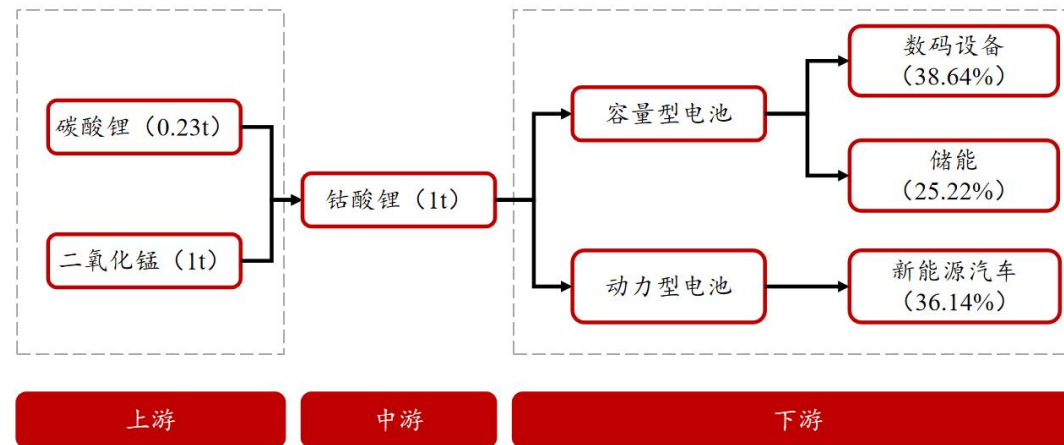 碳酸锂（0.23t）
二氧化锰（1t）
钴酸锂（1t）
容量型电池
动力型电池
数码设备
（38.64%）
储能
（25.22%）
新能源汽车
（36.14%）
上游
中游
下游